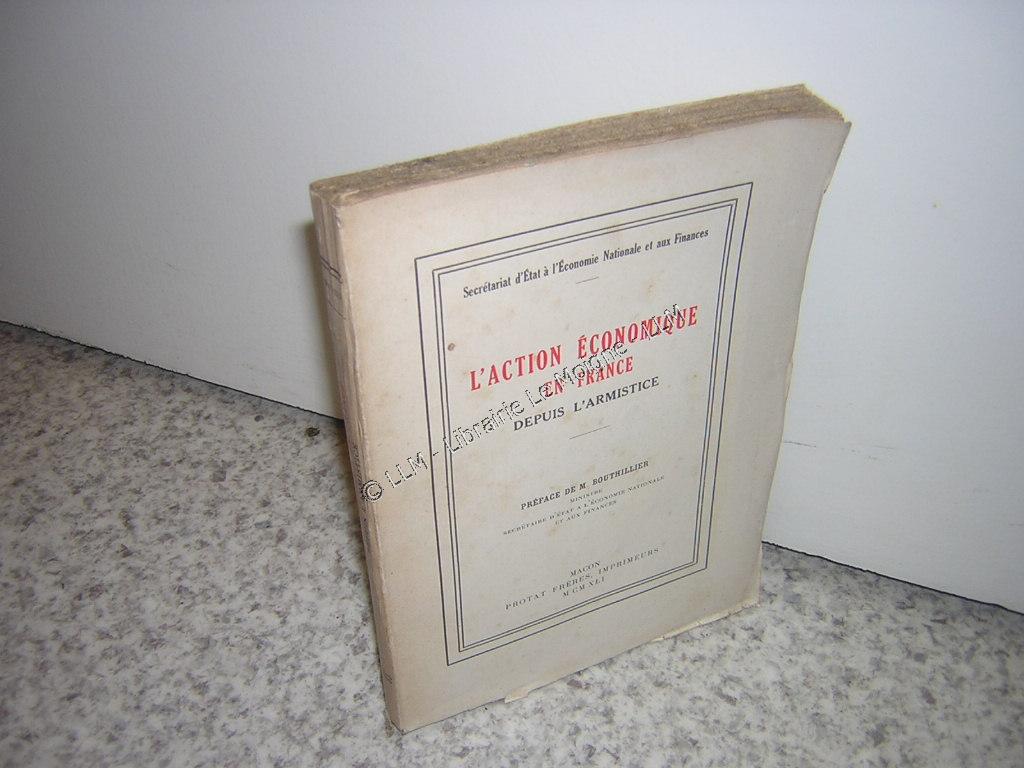 Secrétariat d'État à l'Économie Nationale et aux Finances
L'ACTION ÉCONOMIQUE
EN FRANCE
DEPUIS L'ARMISTICE
PRÉFACE DE M. BOUTHILLIER
MINISTRE
SECRÉTAIRE D'ÉTAT A L'ÉCONOMIE NATIONALE
ET AUX FINANCES
MACON
PROTAT FRÈRES, IMPRIMEURS
MCMXLI
© LLM - Librairie Le Moigne - LLM